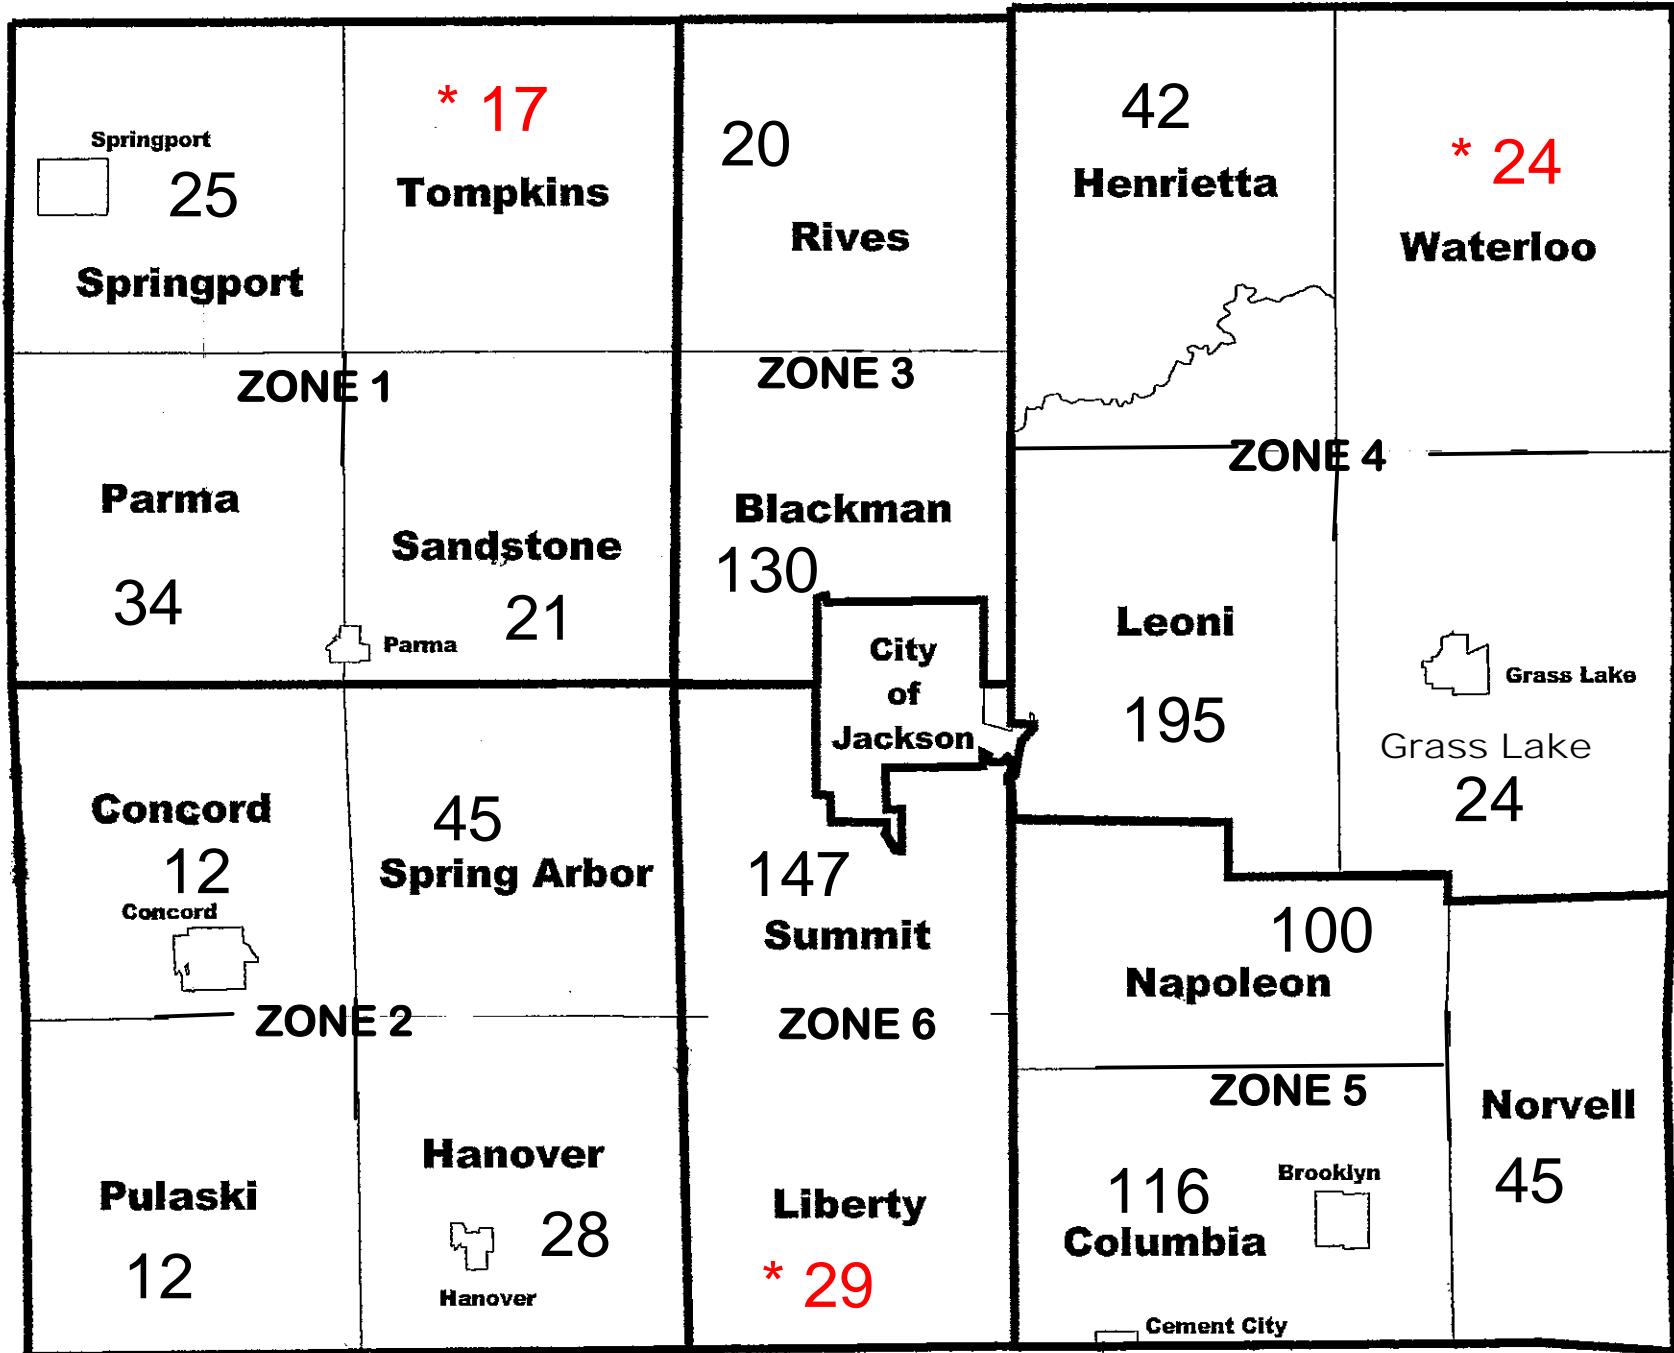 * 17
Tompkins
Springport
25
Springport
20
Rives
42
Henrietta
* 24
Waterloo
ZONE 1
ZONE 3
ZONE 4
Parma
34
Sandstone
21
Parma
Blackman
130
City
of
Jackson
Leoni
195
Grass Lake
Grass Lake
24
Concord
12
Concord
45
Spring Arbor
147
Summit
100
Napoleon
ZONE 2
ZONE 6
ZONE 5
Pulaski
12
Hanover
28
Hanover
Liberty
* 29
116
Columbia
Brooklyn
Cement City
Norvell
45